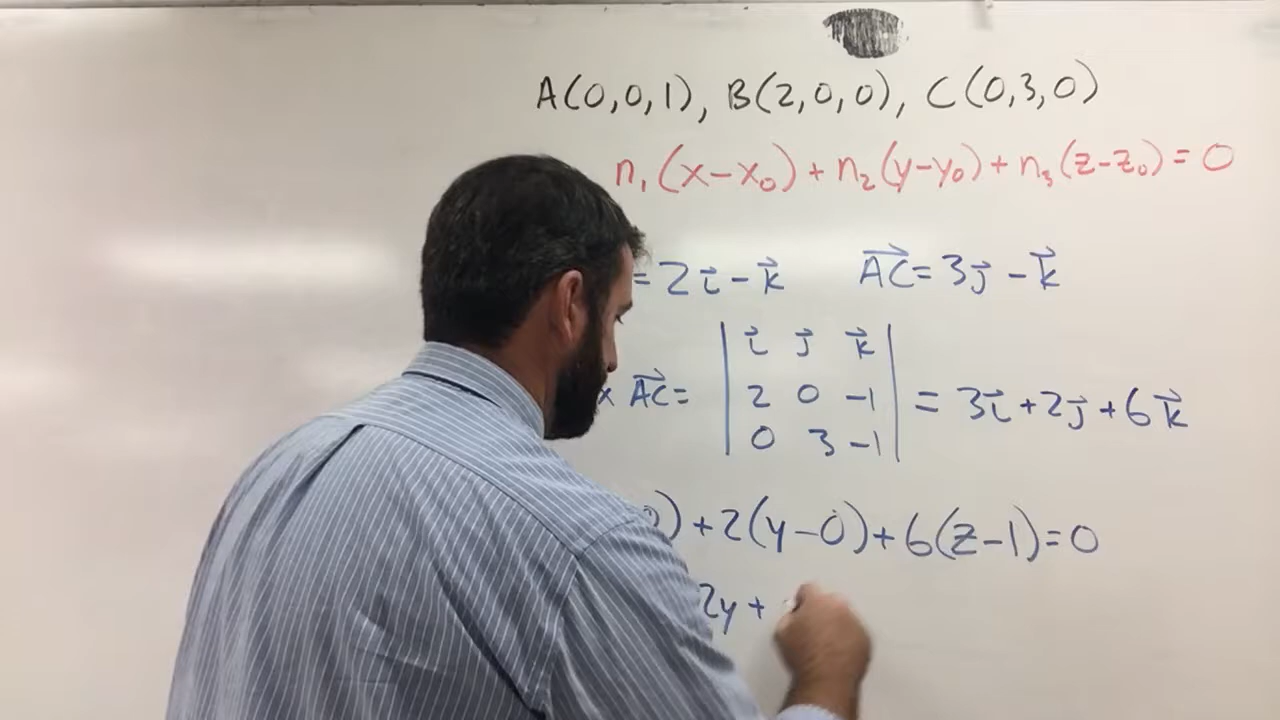 A(0,0,1), B(2,0,0), C(0,3,0)
n₁(x-x₀)+n₂(y-y₀)+n₃(z-z₀)=0
=2i⃗-k⃗ AC⃗=3j⃗-k⃗
i⃗ j⃗ k⃗
× AC⃗= | 2 0 -1 | = 3i⃗+2j⃗+6k⃗
0 3 -1
0)+2(y-0)+6(z-1)=0
2y+